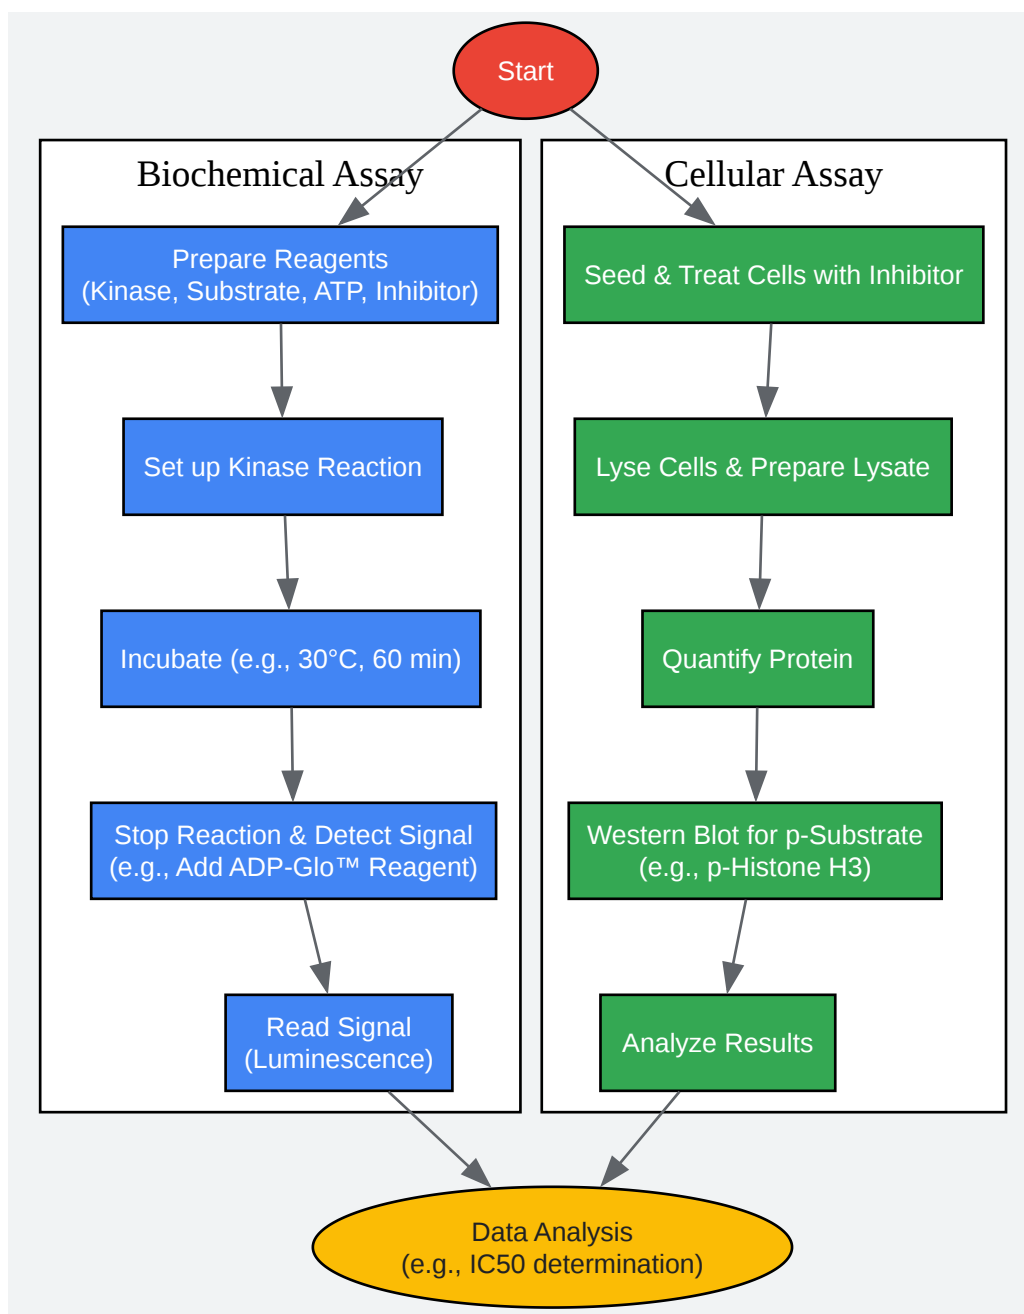 Start
Biochemical Assay
Prepare Reagents
(Kinase, Substrate, ATP, Inhibitor)
Set up Kinase Reaction
Incubate (e.g., 30°C, 60 min)
Stop Reaction & Detect Signal
(e.g., Add ADP-Glo™ Reagent)
Read Signal
(Luminescence)
Cellular Assay
Seed & Treat Cells with Inhibitor
Lyse Cells & Prepare Lysate
Quantify Protein
Western Blot for p-Substrate
(e.g., p-Histone H3)
Analyze Results
Data Analysis
(e.g., IC50 determination)